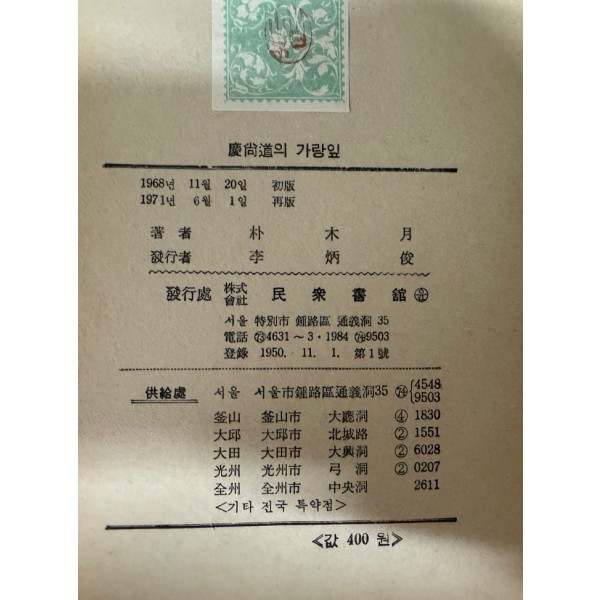 慶尙道의 가랑잎
1968년 11월 20일 初版
1971년 6월 1일 再版
著者 朴木月
發行者 李炳俊
發行處 株式會社 民衆書館
서울 特別市 鍾路區 通義洞 35
電話 73 4631~3·1984 74 9503
登錄 1950. 11. 1. 第1號
供給處 서울 서울市鍾路區通義洞35 74 4548 9503
釜山 釜山市 大廳洞 ④ 1830
大邱 大邱市 北城路 ② 1551
大田 大田市 大興洞 ② 6028
光州 光州市 弓洞 ② 0207
全州 全州市 中央洞 2611
<기타 전국 특약점>
≪값 400 원≫